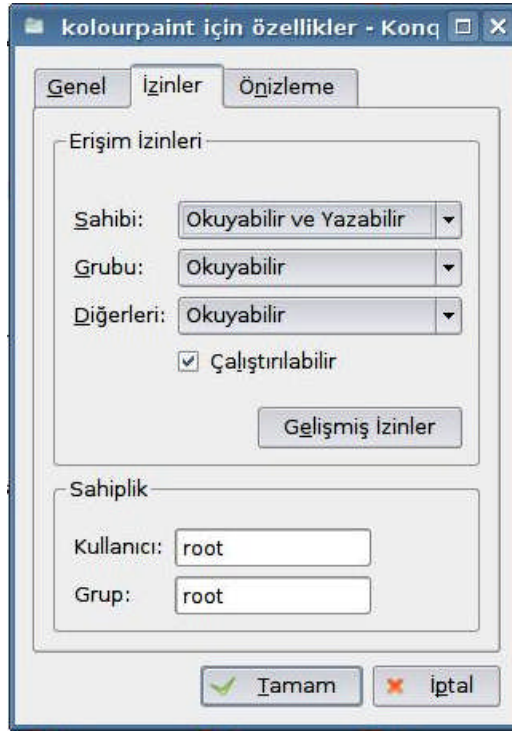 kolourpaint için özellikler - Konq
Genel İzinler Önizleme
Erişim İzinleri
Sahibi: Okuyabilir ve Yazabilir
Grubu: Okuyabilir
Diğerleri: Okuyabilir
Çalıştırılabilir
Gelişmiş İzinler
Sahiplik
Kullanıcı: root
Grup: root
Tamam İptal